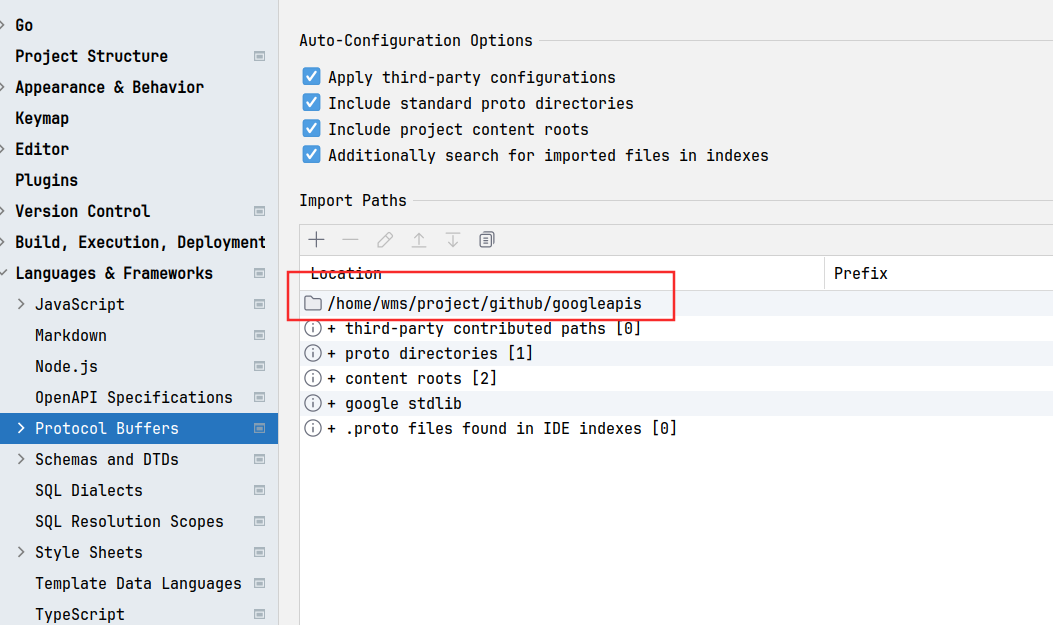 Go
Project Structure
Appearance & Behavior
Keymap
Editor
Plugins
Version Control
Build, Execution, Deployment
Languages & Frameworks
JavaScript
Markdown
Node.js
OpenAPI Specifications
Protocol Buffers
Schemas and DTDs
SQL Dialects
SQL Resolution Scopes
Style Sheets
Template Data Languages
TypeScript
Auto-Configuration Options
Apply third-party configurations
Include standard proto directories
Include project content roots
Additionally search for imported files in indexes
Import Paths
Location Prefix
/home/wms/project/github/googleapis
+ third-party contributed paths [0]
+ proto directories [1]
+ content roots [2]
+ google stdlib
+ .proto files found in IDE indexes [0]